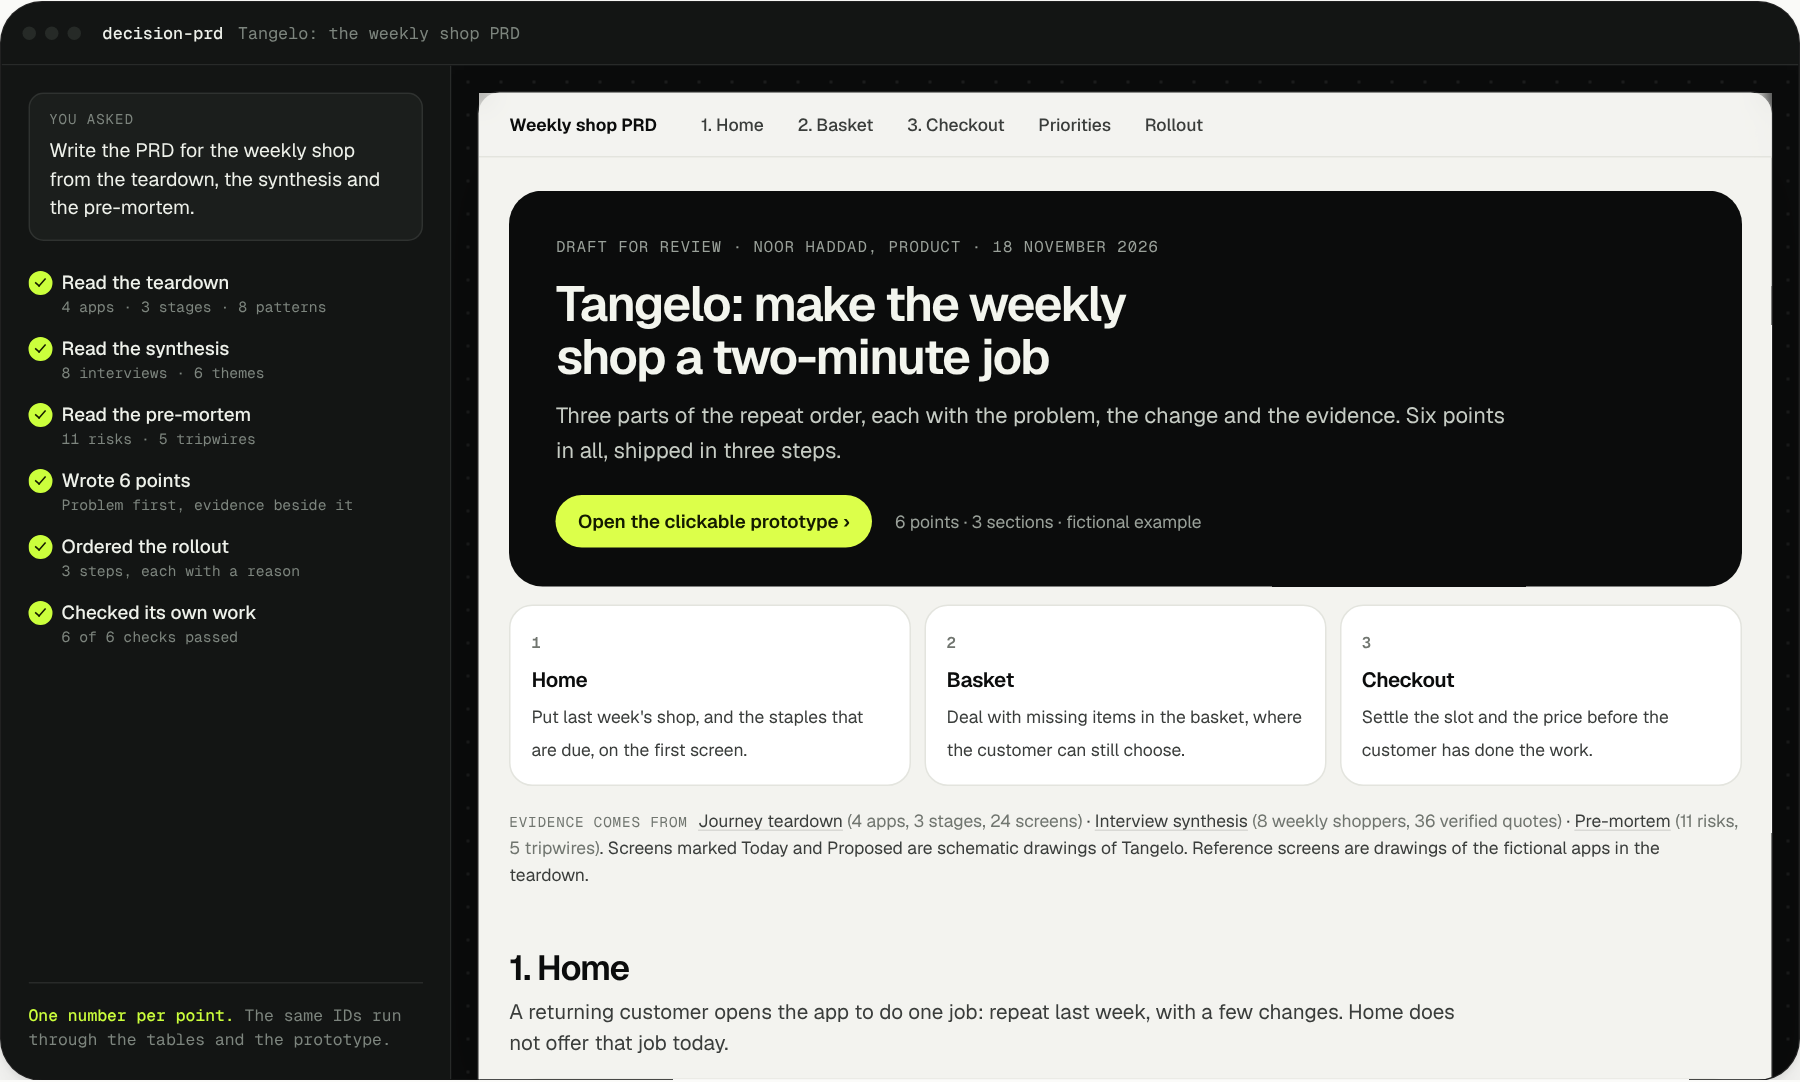 decision-prd Tangelo: the weekly shop PRD
YOU ASKED
Write the PRD for the weekly shop
from the teardown, the synthesis and
the pre-mortem.
Read the teardown
4 apps · 3 stages · 8 patterns
Read the synthesis
8 interviews · 6 themes
Read the pre-mortem
11 risks · 5 tripwires
Wrote 6 points
Problem first, evidence beside it
Ordered the rollout
3 steps, each with a reason
Checked its own work
6 of 6 checks passed
One number per point. The same IDs run
through the tables and the prototype.
Weekly shop PRD 1. Home 2. Basket 3. Checkout Priorities Rollout
DRAFT FOR REVIEW · NOOR HADDAD, PRODUCT · 18 NOVEMBER 2026
Tangelo: make the weekly
shop a two-minute job
Three parts of the repeat order, each with the problem, the change and the evidence. Six points
in all, shipped in three steps.
Open the clickable prototype › 6 points · 3 sections · fictional example
1
Home
Put last week's shop, and the staples that
are due, on the first screen.
2
Basket
Deal with missing items in the basket, where
the customer can still choose.
3
Checkout
Settle the slot and the price before the
customer has done the work.
EVIDENCE COMES FROM Journey teardown (4 apps, 3 stages, 24 screens) · Interview synthesis (8 weekly shoppers, 36 verified quotes) · Pre-mortem (11 risks,
5 tripwires). Screens marked Today and Proposed are schematic drawings of Tangelo. Reference screens are drawings of the fictional apps in the
teardown.
1. Home
A returning customer opens the app to do one job: repeat last week, with a few changes. Home does
not offer that job today.